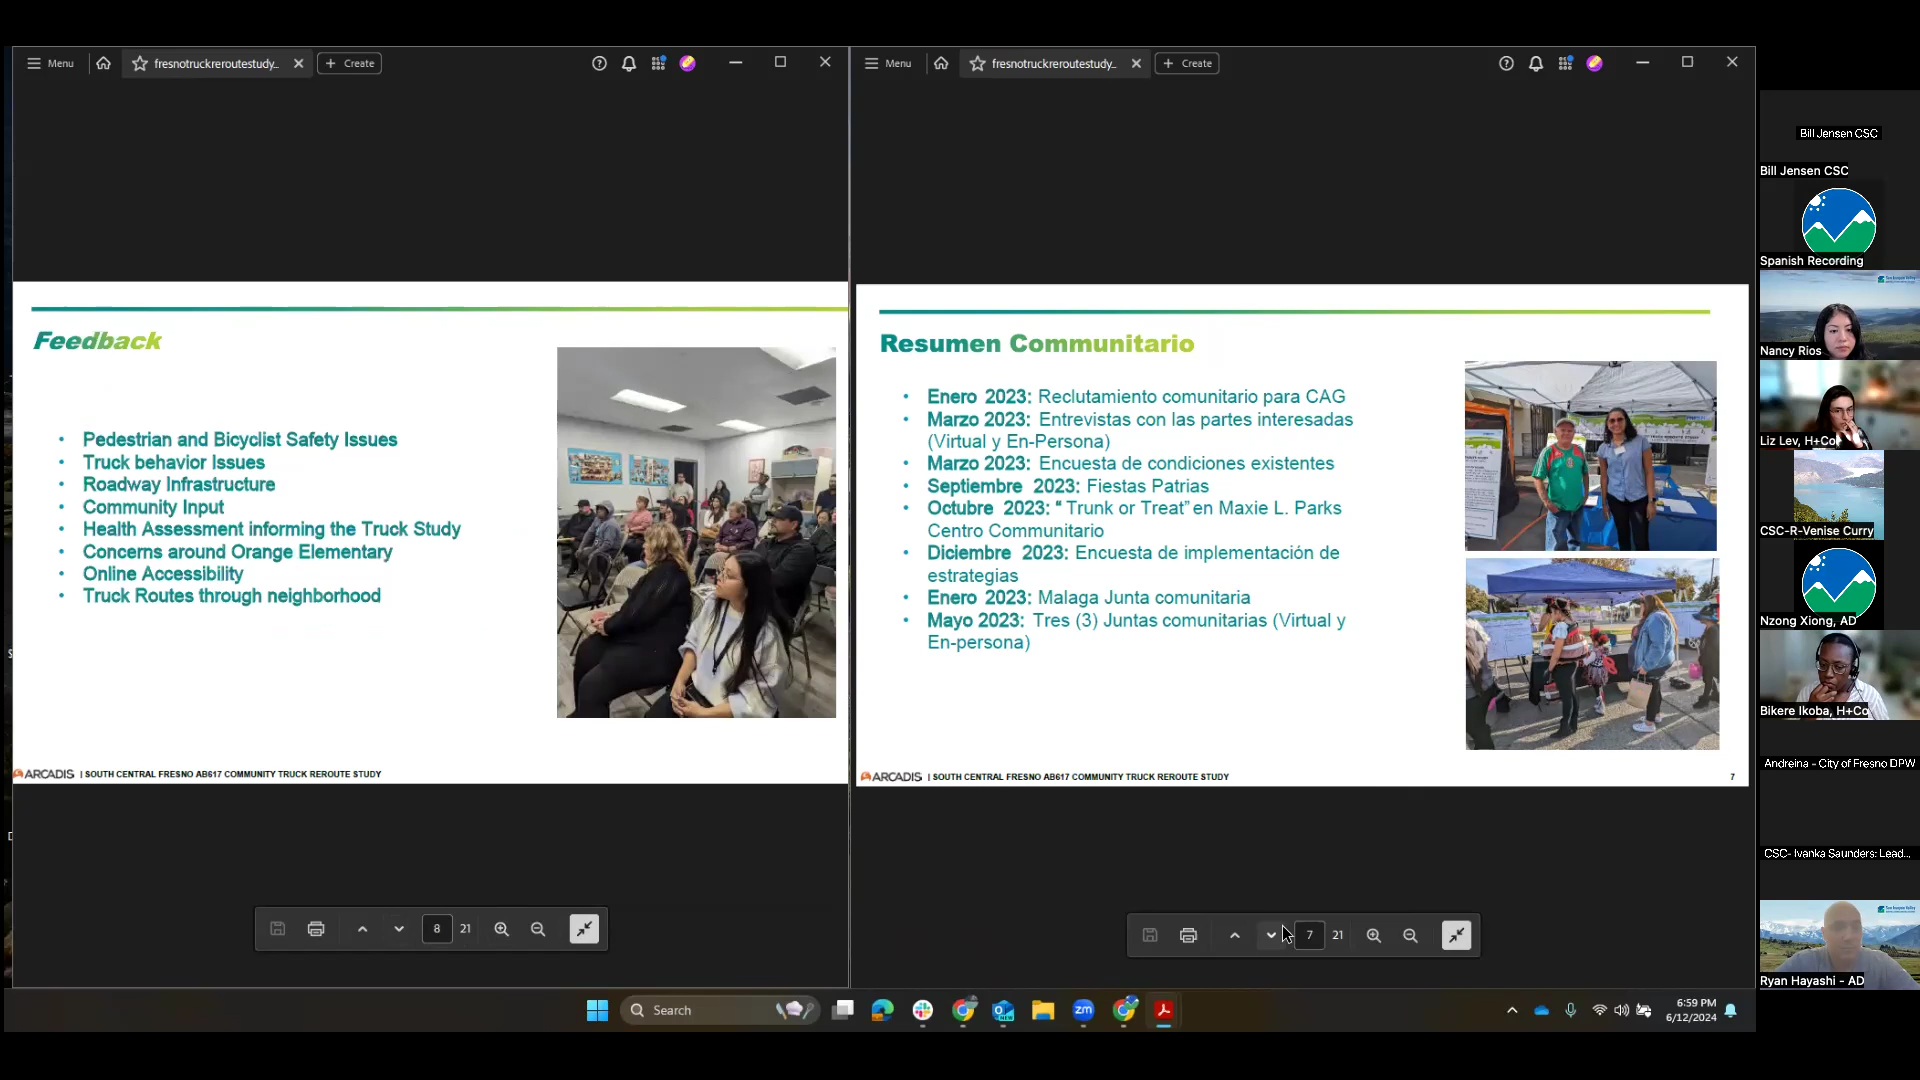 Menu
fresnotruckreroutestudy...
Create
Menu
fresnotruckreroutestudy...
Create
Feedback
• Pedestrian and Bicyclist Safety Issues
• Truck behavior Issues
• Roadway Infrastructure
• Community Input
• Health Assessment informing the Truck Study
• Concerns around Orange Elementary
• Online Accessibility
• Truck Routes through neighborhood
ARCADIS | SOUTH CENTRAL FRESNO AB617 COMMUNITY TRUCK REROUTE STUDY
8 21
Resumen Communitario
• Enero 2023: Reclutamiento comunitario para CAG
• Marzo 2023: Entrevistas con las partes interesadas
(Virtual y En-Persona)
• Marzo 2023: Encuesta de condiciones existentes
• Septiembre 2023: Fiestas Patrias
• Octubre 2023: “ Trunk or Treat” en Maxie L. Parks
Centro Communitario
• Diciembre 2023: Encuesta de implementación de
estrategias
• Enero 2023: Malaga Junta comunitaria
• Mayo 2023: Tres (3) Juntas comunitarias (Virtual y
En-persona)
ARCADIS | SOUTH CENTRAL FRESNO AB617 COMMUNITY TRUCK REROUTE STUDY
7
7 21
Bill Jensen CSC
Bill Jensen CSC
Spanish Recording
Nancy Rios
Liz Lev, H+Co
CSC-R-Venise Curry
Nzong Xiong, AD
Bikere Ikoba, H+Co
Andreina - City of Fresno DPW
CSC- Ivanka Saunders: Lead...
Ryan Hayashi - AD
Search
zm
NEW
6:59 PM
6/12/2024